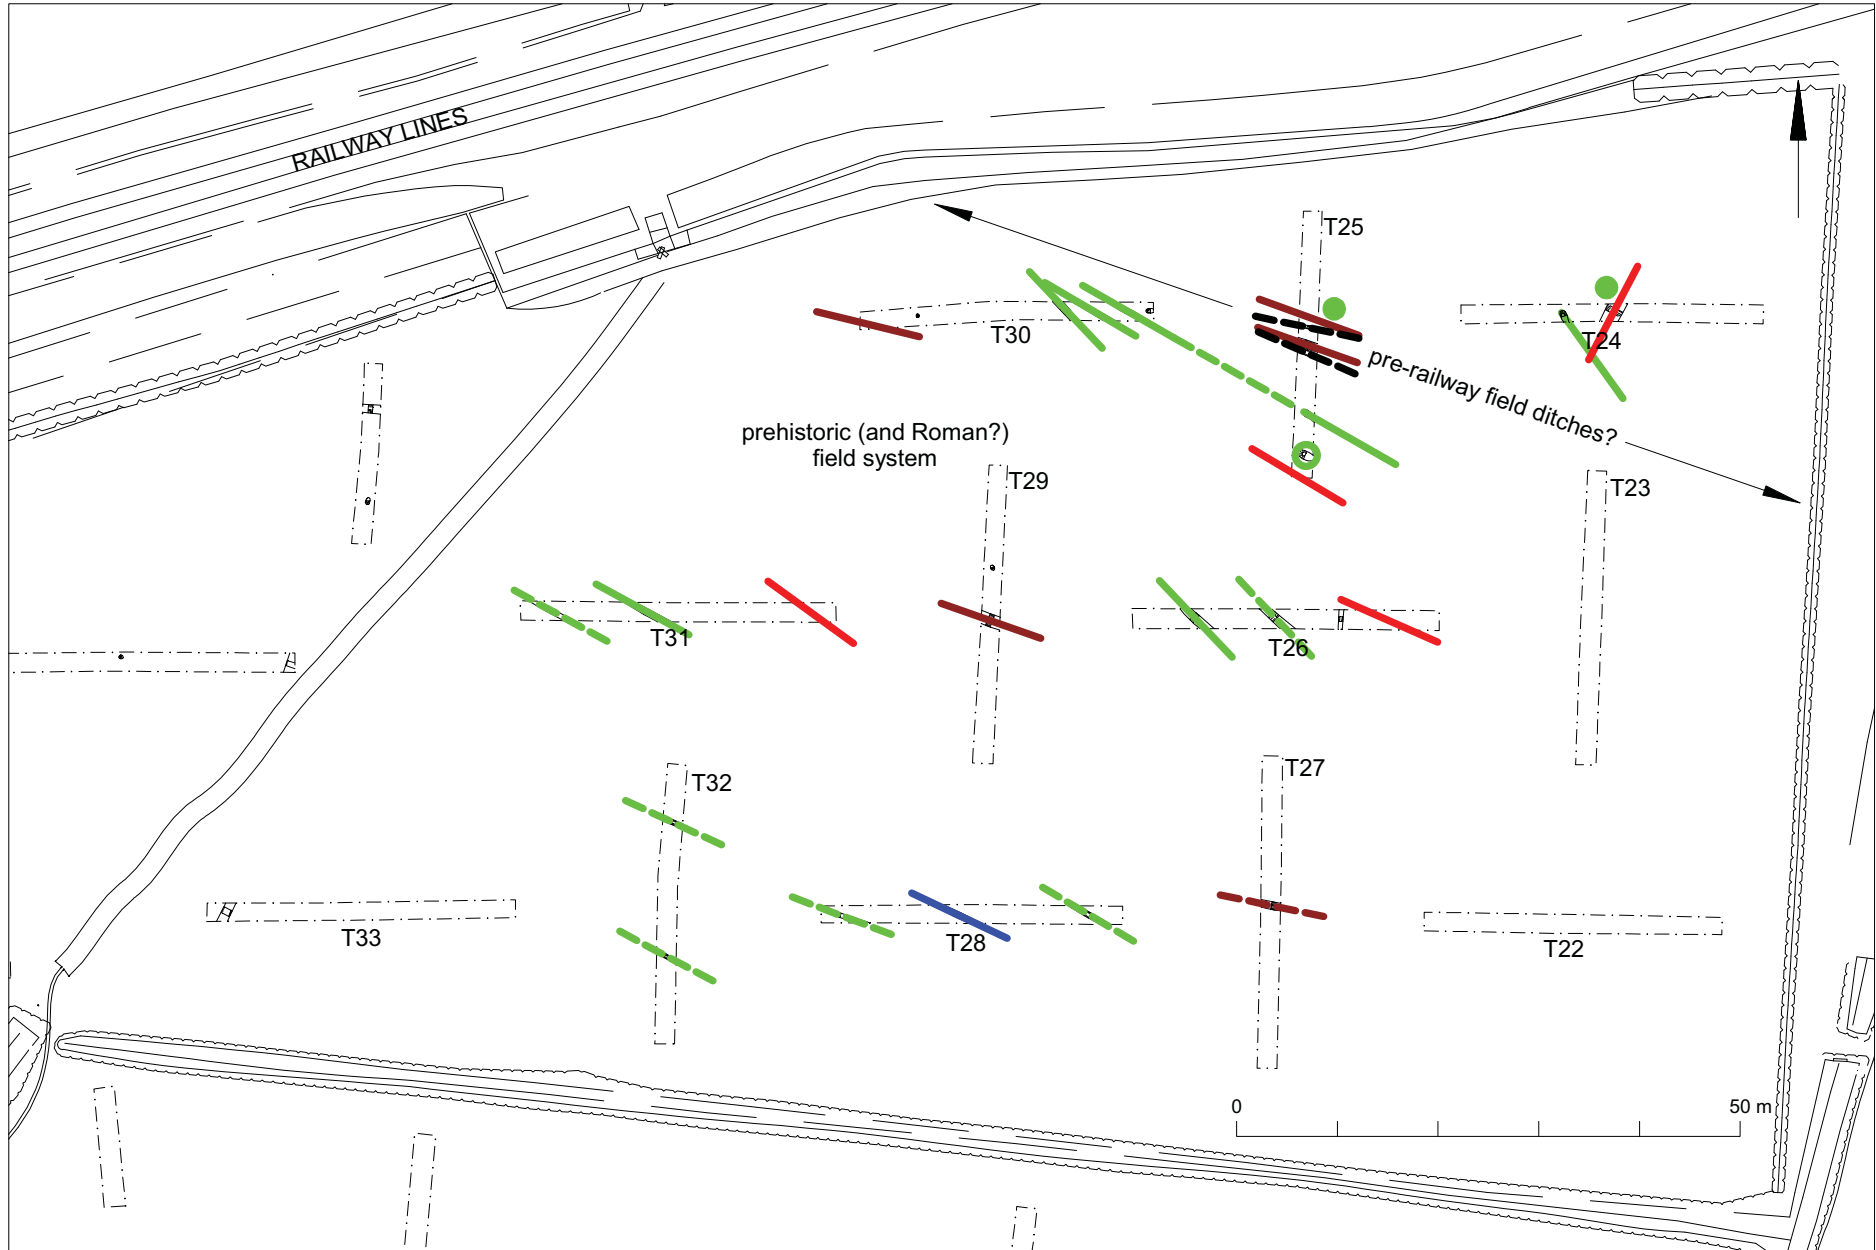 RAILWAY LINES
T25
T30
T24
pre-railway field ditches?
prehistoric (and Roman?)
field system
T29
T23
T31
T26
T32
T27
T33
T28
T22
0
50 m